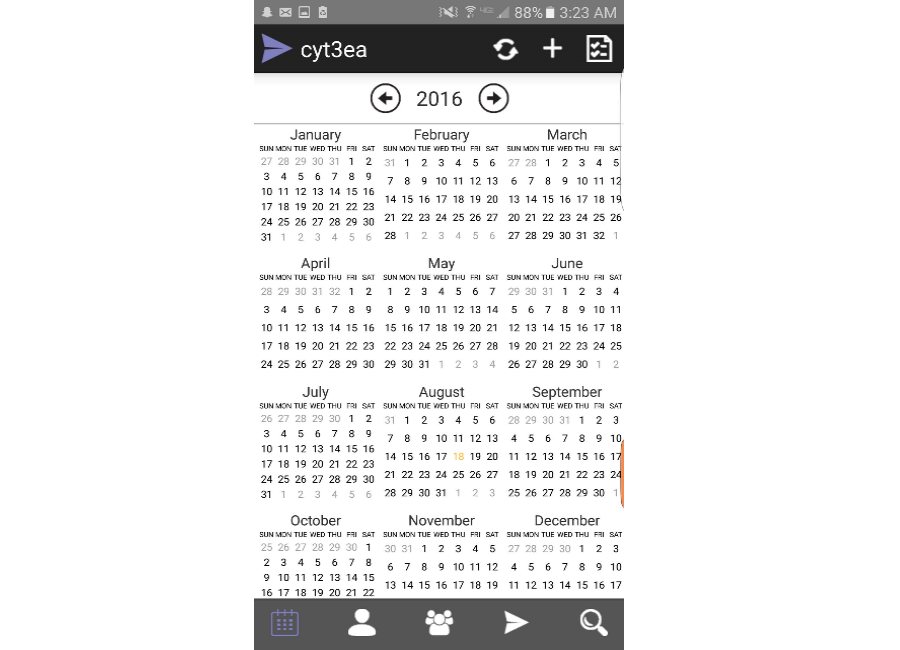 88% 3:23 AM
cyt3ea
2016
January
SUN MON TUE WED THU FRI SAT
27 28 29 30 31 1 2
3 4 5 6 7 8 9
10 11 12 13 14 15 16
17 18 19 20 21 22 23
24 25 26 27 28 29 30
31 1 2 3 4 5 6
February
SUN MON TUE WED THU FRI SAT
31 1 2 3 4 5 6
7 8 9 10 11 12 13
14 15 16 17 18 19 20
21 22 23 24 25 26 27
28 1 2 3 4 5 6
March
SUN MON TUE WED THU FRI SAT
27 28 1 2 3 4 5
6 7 8 9 10 11 12
13 14 15 16 17 18 19
20 21 22 23 24 25 26
27 28 29 30 31 32 1
April
SUN MON TUE WED THU FRI SAT
28 29 30 31 32 1 2
3 4 5 6 7 8 9
10 11 12 13 14 15 16
17 18 19 20 21 22 23
24 25 26 27 28 29 30
May
SUN MON TUE WED THU FRI SAT
1 2 3 4 5 6 7
8 9 10 11 12 13 14
15 16 17 18 19 20 21
22 23 24 25 26 27 28
29 30 31 1 2 3 4
June
SUN MON TUE WED THU FRI SAT
29 30 31 1 2 3 4
5 6 7 8 9 10 11
12 13 14 15 16 17 18
19 20 21 22 23 24 25
26 27 28 29 30 1 2
July
SUN MON TUE WED THU FRI SAT
26 27 28 29 30 1 2
3 4 5 6 7 8 9
10 11 12 13 14 15 16
17 18 19 20 21 22 23
24 25 26 27 28 29 30
31 1 2 3 4 5 6
August
SUN MON TUE WED THU FRI SAT
31 1 2 3 4 5 6
7 8 9 10 11 12 13
14 15 16 17 18 19 20
21 22 23 24 25 26 27
28 29 30 31 1 2 3
September
SUN MON TUE WED THU FRI SAT
28 29 30 31 1 2 3
4 5 6 7 8 9 10
11 12 13 14 15 16 17
18 19 20 21 22 23 24
25 26 27 28 29 30 1
October
SUN MON TUE WED THU FRI SAT
25 26 27 28 29 30 1
2 3 4 5 6 7 8
9 10 11 12 13 14 15
16 17 18 19 20 21 22
November
SUN MON TUE WED THU FRI SAT
30 31 1 2 3 4 5
6 7 8 9 10 11 12
13 14 15 16 17 18 19
December
SUN MON TUE WED THU FRI SAT
27 28 29 30 1 2 3
4 5 6 7 8 9 10
11 12 13 14 15 16 17